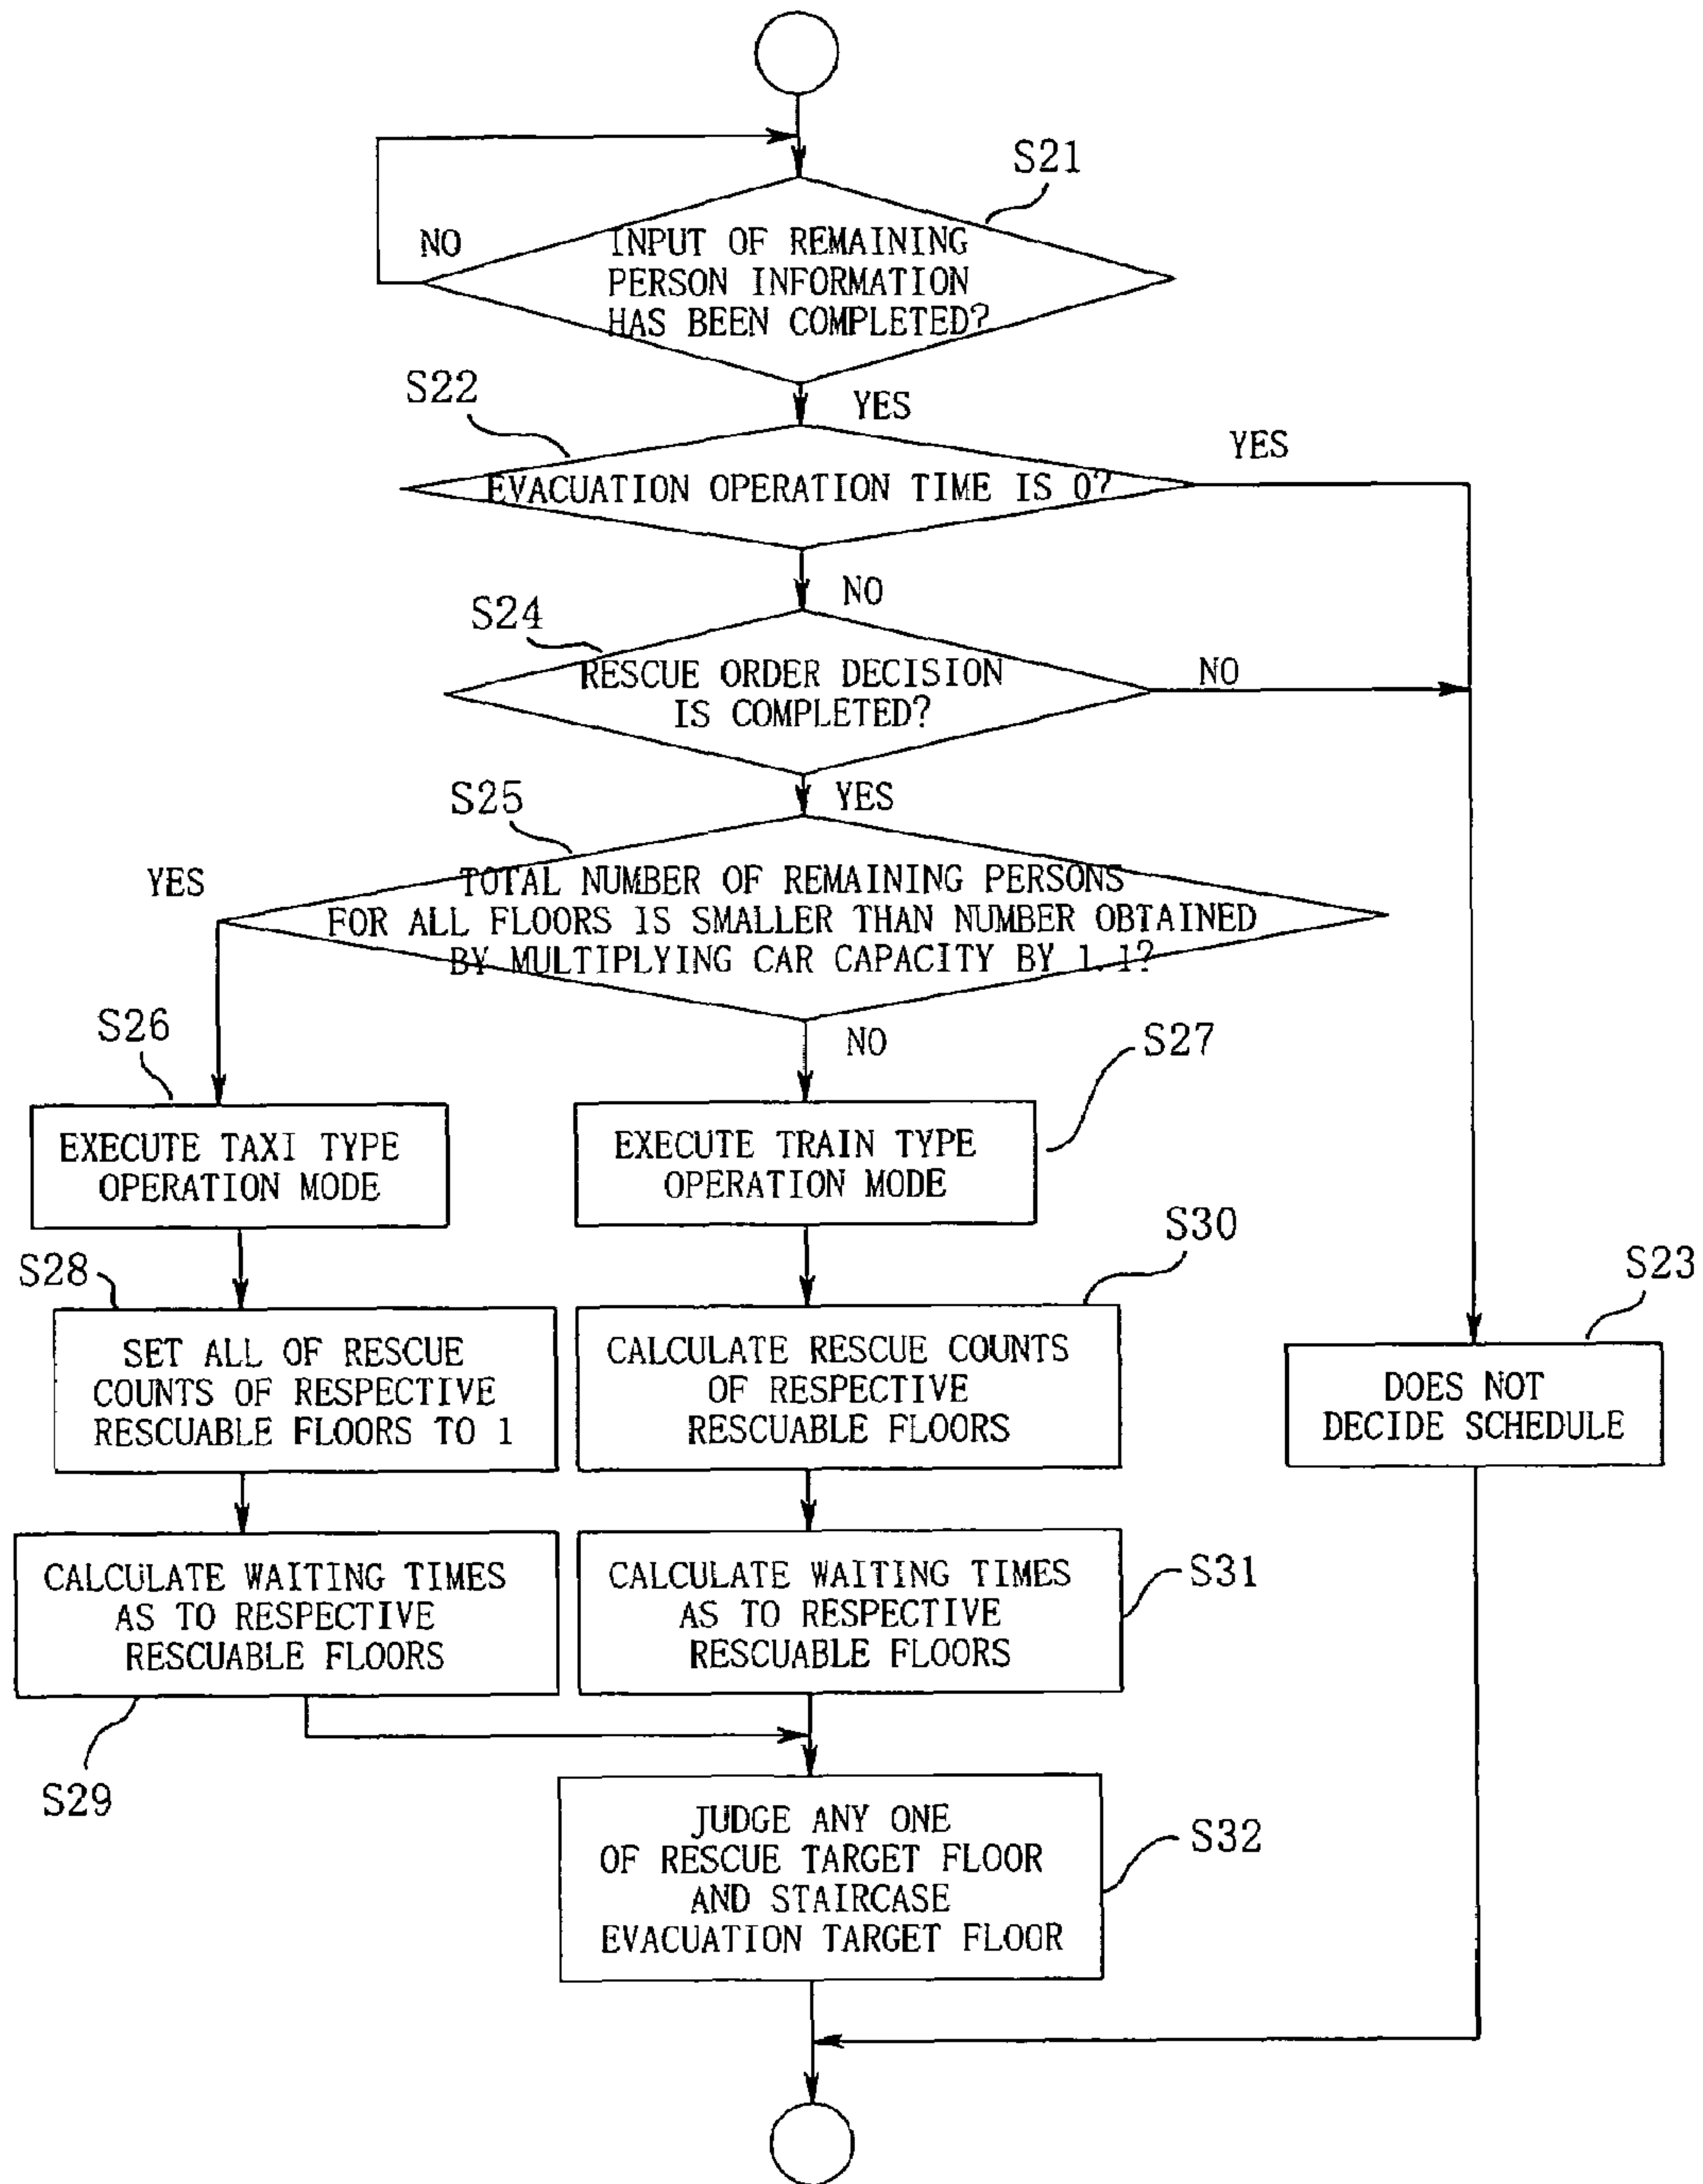 S21
NO
INPUT OF REMAINING
PERSON INFORMATION
HAS BEEN COMPLETED?
S22
YES
YES
EVACUATION OPERATION TIME IS 0?
NO
S24
RESCUE ORDER DECISION
IS COMPLETED?
NO
S25
YES
YES
TOTAL NUMBER OF REMAINING PERSONS
FOR ALL FLOORS IS SMALLER THAN NUMBER OBTAINED
BY MULTIPLYING CAR CAPACITY BY 1.1?
S26
NO
S27
EXECUTE TAXI TYPE
OPERATION MODE
EXECUTE TRAIN TYPE
OPERATION MODE
S28
S30
S23
SET ALL OF RESCUE
COUNTS OF RESPECTIVE
RESCUABLE FLOORS TO 1
CALCULATE RESCUE COUNTS
OF RESPECTIVE
RESCUABLE FLOORS
DOES NOT
DECIDE SCHEDULE
CALCULATE WAITING TIMES
AS TO RESPECTIVE
RESCUABLE FLOORS
CALCULATE WAITING TIMES
AS TO RESPECTIVE
RESCUABLE FLOORS
S31
S29
JUDGE ANY ONE
OF RESCUE TARGET FLOOR
AND STAIRCASE
EVACUATION TARGET FLOOR
S32